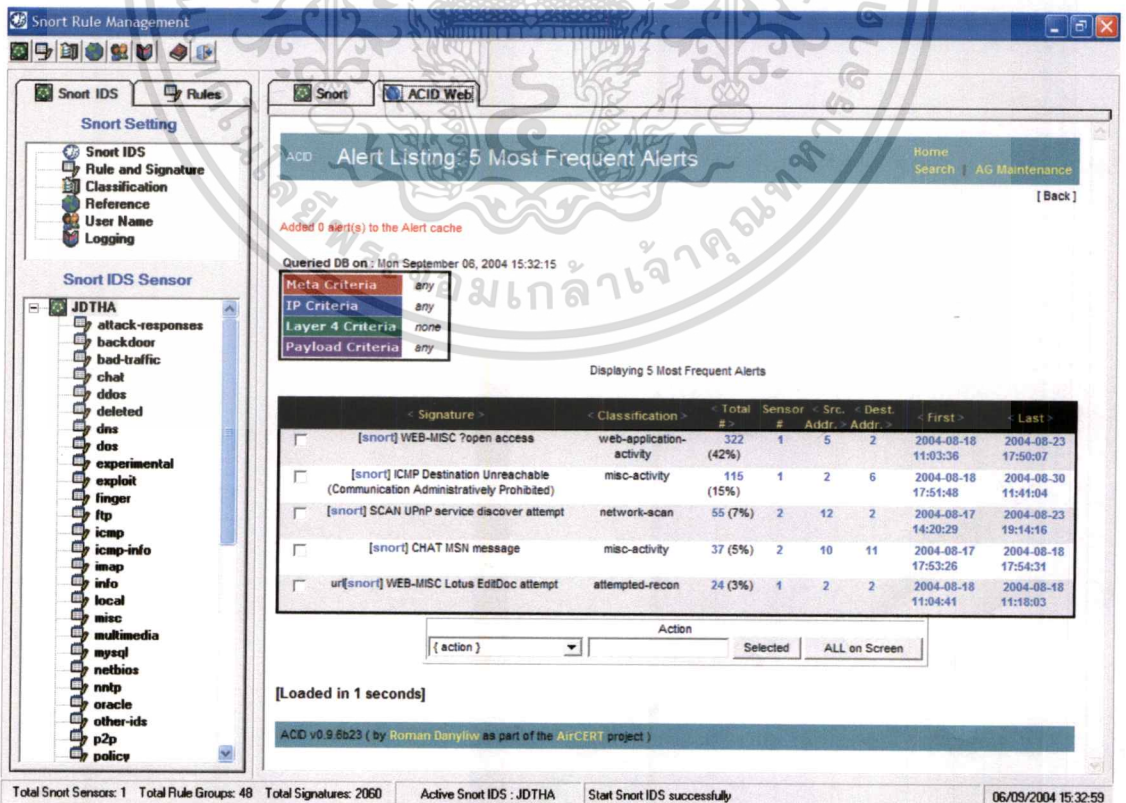 Snort Rule Management
Snort IDS
Rules
Snort Setting
Snort IDS
Rule and Signature
Classification
Reference
User Name
Logging
Snort IDS Sensor
JDTHA
attack-responses
backdoor
bad-traffic
chat
ddos
deleted
dns
dos
experimental
exploit
finger
ftp
icmp
icmp-info
imap
info
local
misc
multimedia
mysql
netbios
nntp
oracle
other-ids
p2p
policy
Snort
ACID Web
ACID Alert Listing: 5 Most Frequent Alerts
Home
Search | AG Maintenance
[ Back ]
Added 0 alert(s) to the Alert cache
Queried DB on : Mon September 06, 2004 15:32:15
Meta Criteria any
IP Criteria any
Layer 4 Criteria none
Payload Criteria any
Displaying 5 Most Frequent Alerts
< Signature > < Classification > < Total # > Sensor # < Src. Addr. > < Dest. Addr. > < First > < Last >
[snort] WEB-MISC ?open access web-application-activity 322 (42%) 1 5 2 2004-08-18 11:03:36 2004-08-23 17:50:07
[snort] ICMP Destination Unreachable (Communication Administratively Prohibited) misc-activity 115 (15%) 1 2 6 2004-08-18 17:51:48 2004-08-30 11:41:04
[snort] SCAN UPnP service discover attempt network-scan 55 (7%) 2 12 2 2004-08-17 14:20:29 2004-08-23 19:14:16
[snort] CHAT MSN message misc-activity 37 (5%) 2 10 11 2004-08-17 17:53:26 2004-08-18 17:54:31
url[snort] WEB-MISC Lotus EditDoc attempt attempted-recon 24 (3%) 1 2 2 2004-08-18 11:04:41 2004-08-18 11:18:03
Action
{ action } Selected ALL on Screen
[Loaded in 1 seconds]
ACID v0.9.6b23 ( by Roman Danyliw as part of the AirCERT project )
Total Snort Sensors: 1 Total Rule Groups: 48 Total Signatures: 2060 Active Snort IDS : JDTHA Start Snort IDS successfully 06/09/2004 15:32:59